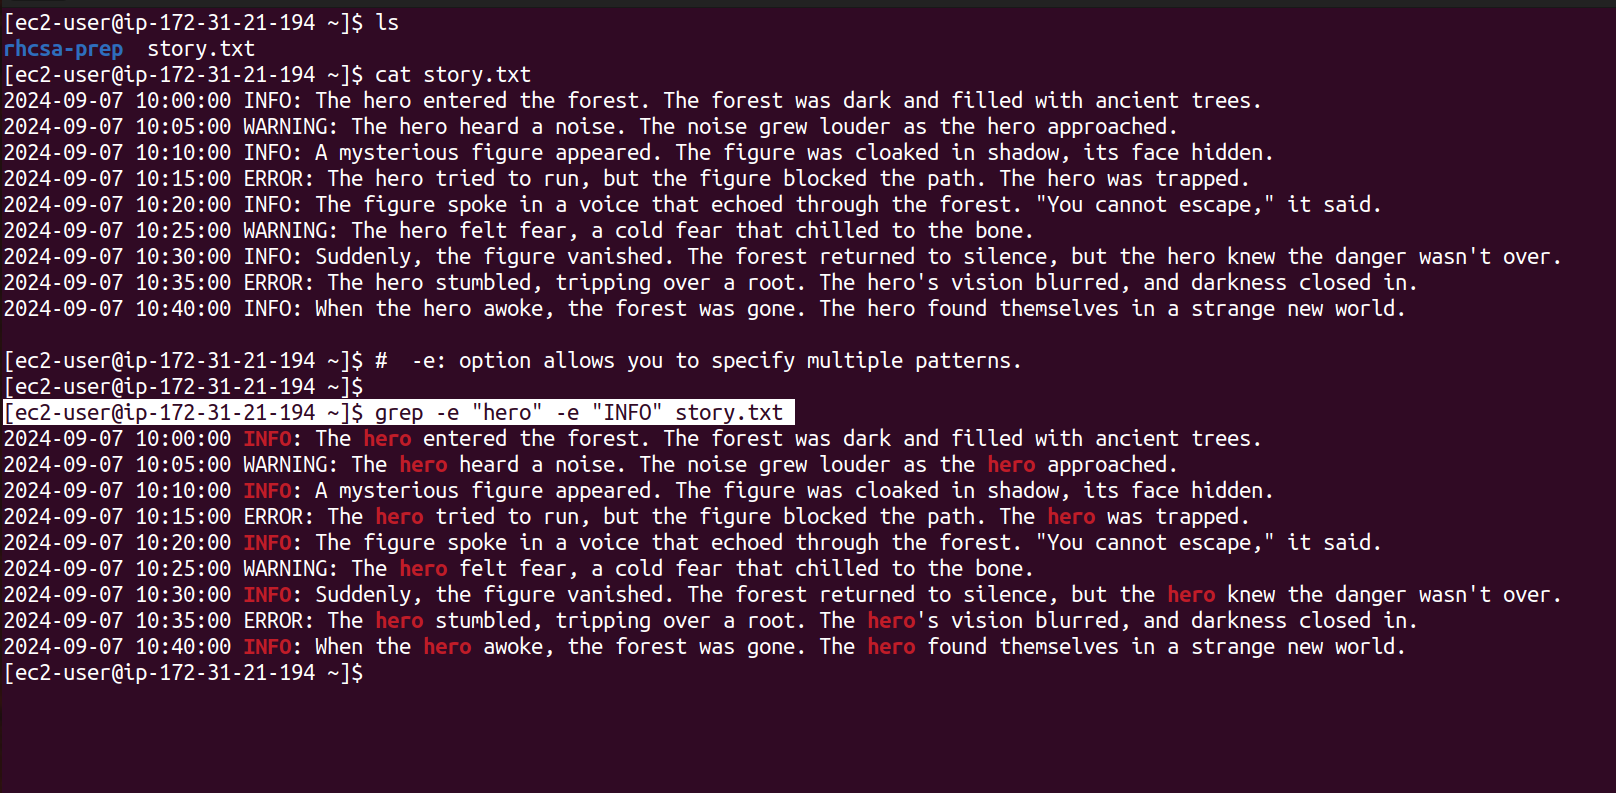 [ec2-user@ip-172-31-21-194 ~]$ ls
rhcsa-prep  story.txt
[ec2-user@ip-172-31-21-194 ~]$ cat story.txt
2024-09-07 10:00:00 INFO: The hero entered the forest. The forest was dark and filled with ancient trees.
2024-09-07 10:05:00 WARNING: The hero heard a noise. The noise grew louder as the hero approached.
2024-09-07 10:10:00 INFO: A mysterious figure appeared. The figure was cloaked in shadow, its face hidden.
2024-09-07 10:15:00 ERROR: The hero tried to run, but the figure blocked the path. The hero was trapped.
2024-09-07 10:20:00 INFO: The figure spoke in a voice that echoed through the forest. "You cannot escape," it said.
2024-09-07 10:25:00 WARNING: The hero felt fear, a cold fear that chilled to the bone.
2024-09-07 10:30:00 INFO: Suddenly, the figure vanished. The forest returned to silence, but the hero knew the danger wasn't over.
2024-09-07 10:35:00 ERROR: The hero stumbled, tripping over a root. The hero's vision blurred, and darkness closed in.
2024-09-07 10:40:00 INFO: When the hero awoke, the forest was gone. The hero found themselves in a strange new world.
[ec2-user@ip-172-31-21-194 ~]$ #  -e: option allows you to specify multiple patterns.
[ec2-user@ip-172-31-21-194 ~]$
[ec2-user@ip-172-31-21-194 ~]$ grep -e "hero" -e "INFO" story.txt
2024-09-07 10:00:00 INFO: The hero entered the forest. The forest was dark and filled with ancient trees.
2024-09-07 10:05:00 WARNING: The hero heard a noise. The noise grew louder as the hero approached.
2024-09-07 10:10:00 INFO: A mysterious figure appeared. The figure was cloaked in shadow, its face hidden.
2024-09-07 10:15:00 ERROR: The hero tried to run, but the figure blocked the path. The hero was trapped.
2024-09-07 10:20:00 INFO: The figure spoke in a voice that echoed through the forest. "You cannot escape," it said.
2024-09-07 10:25:00 WARNING: The hero felt fear, a cold fear that chilled to the bone.
2024-09-07 10:30:00 INFO: Suddenly, the figure vanished. The forest returned to silence, but the hero knew the danger wasn't over.
2024-09-07 10:35:00 ERROR: The hero stumbled, tripping over a root. The hero's vision blurred, and darkness closed in.
2024-09-07 10:40:00 INFO: When the hero awoke, the forest was gone. The hero found themselves in a strange new world.
[ec2-user@ip-172-31-21-194 ~]$